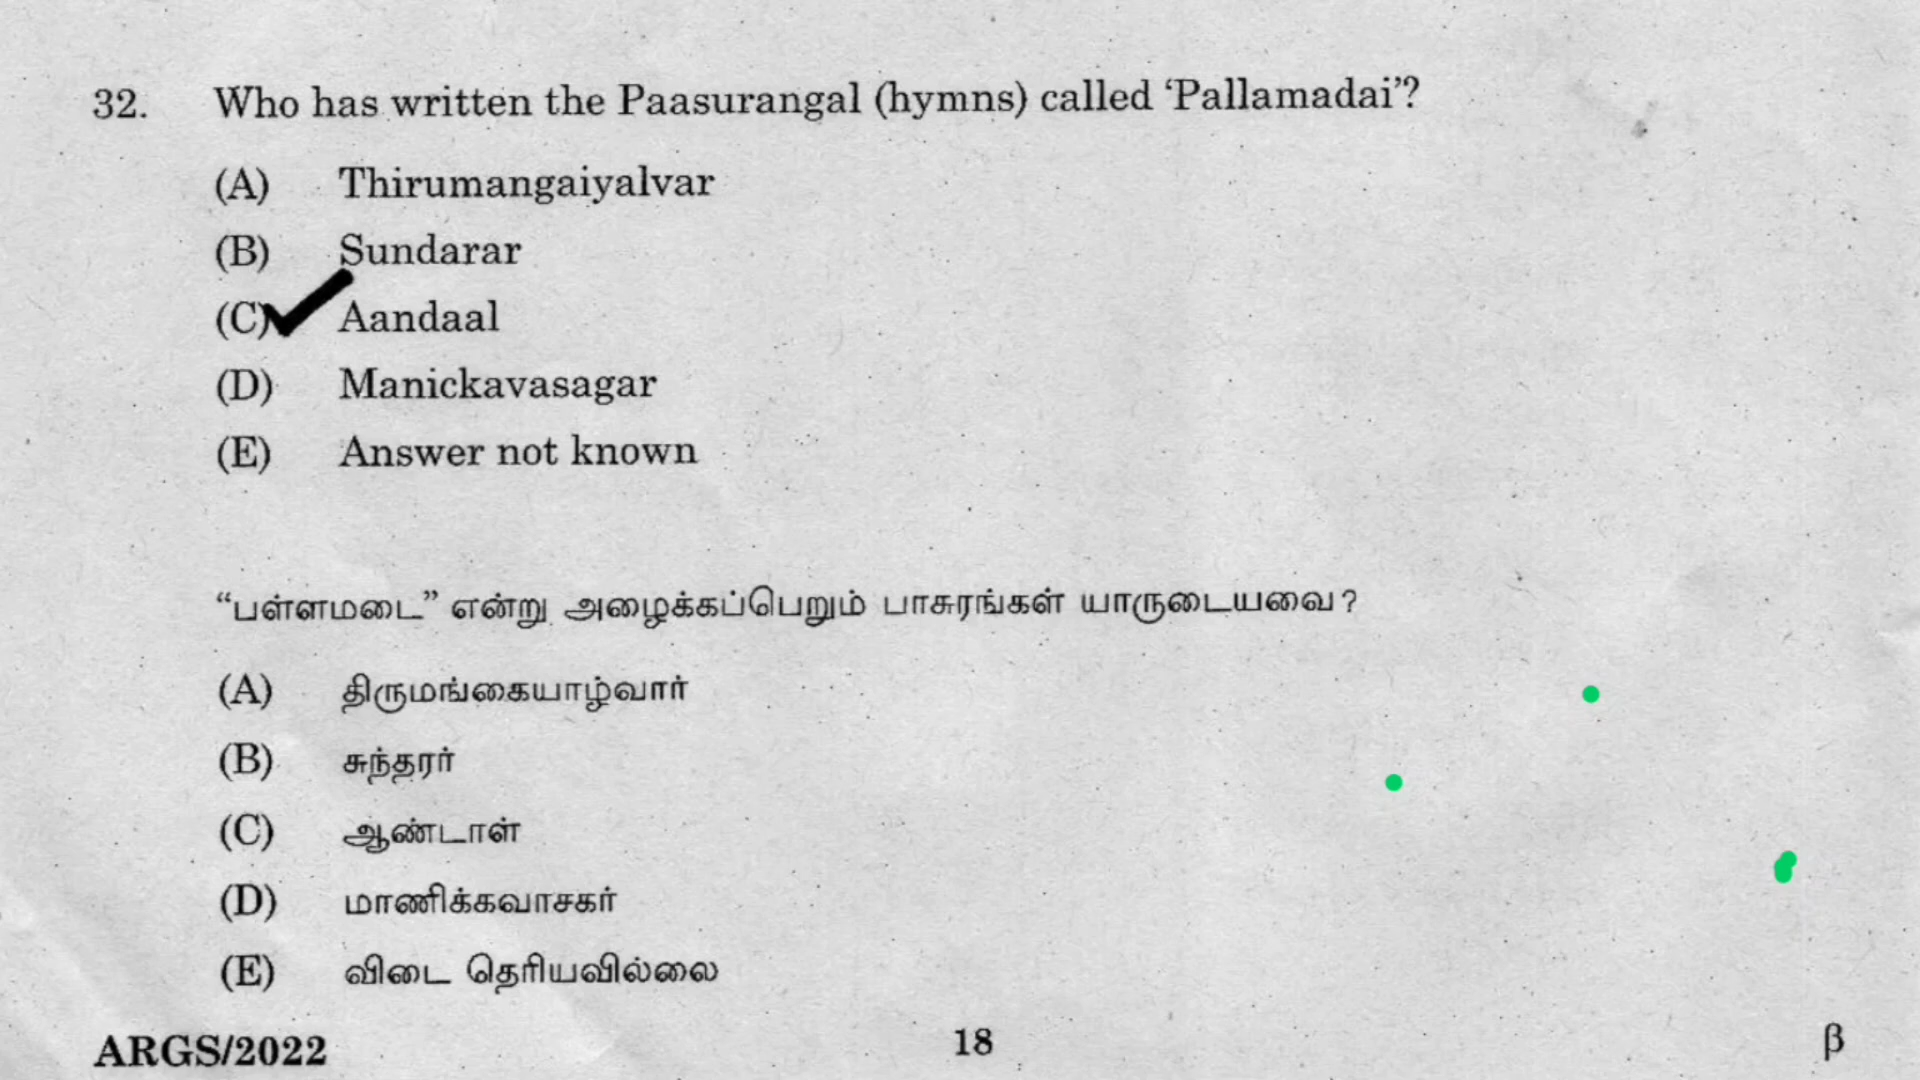 32. Who has written the Paasurangal (hymns) called ‘Pallamadai’?
(A) Thirumangaiyalvar
(B) Sundarar
(C) Aandaal
(D) Manickavasagar
(E) Answer not known
“பள்ளமடை” என்று அழைக்கப்பெறும் பாசுரங்கள் யாருடையவை?
(A) திருமங்கையாழ்வார்
(B) சுந்தரர்
(C) ஆண்டாள்
(D) மாணிக்கவாசகர்
(E) விடை தெரியவில்லை
ARGS/2022 18 β